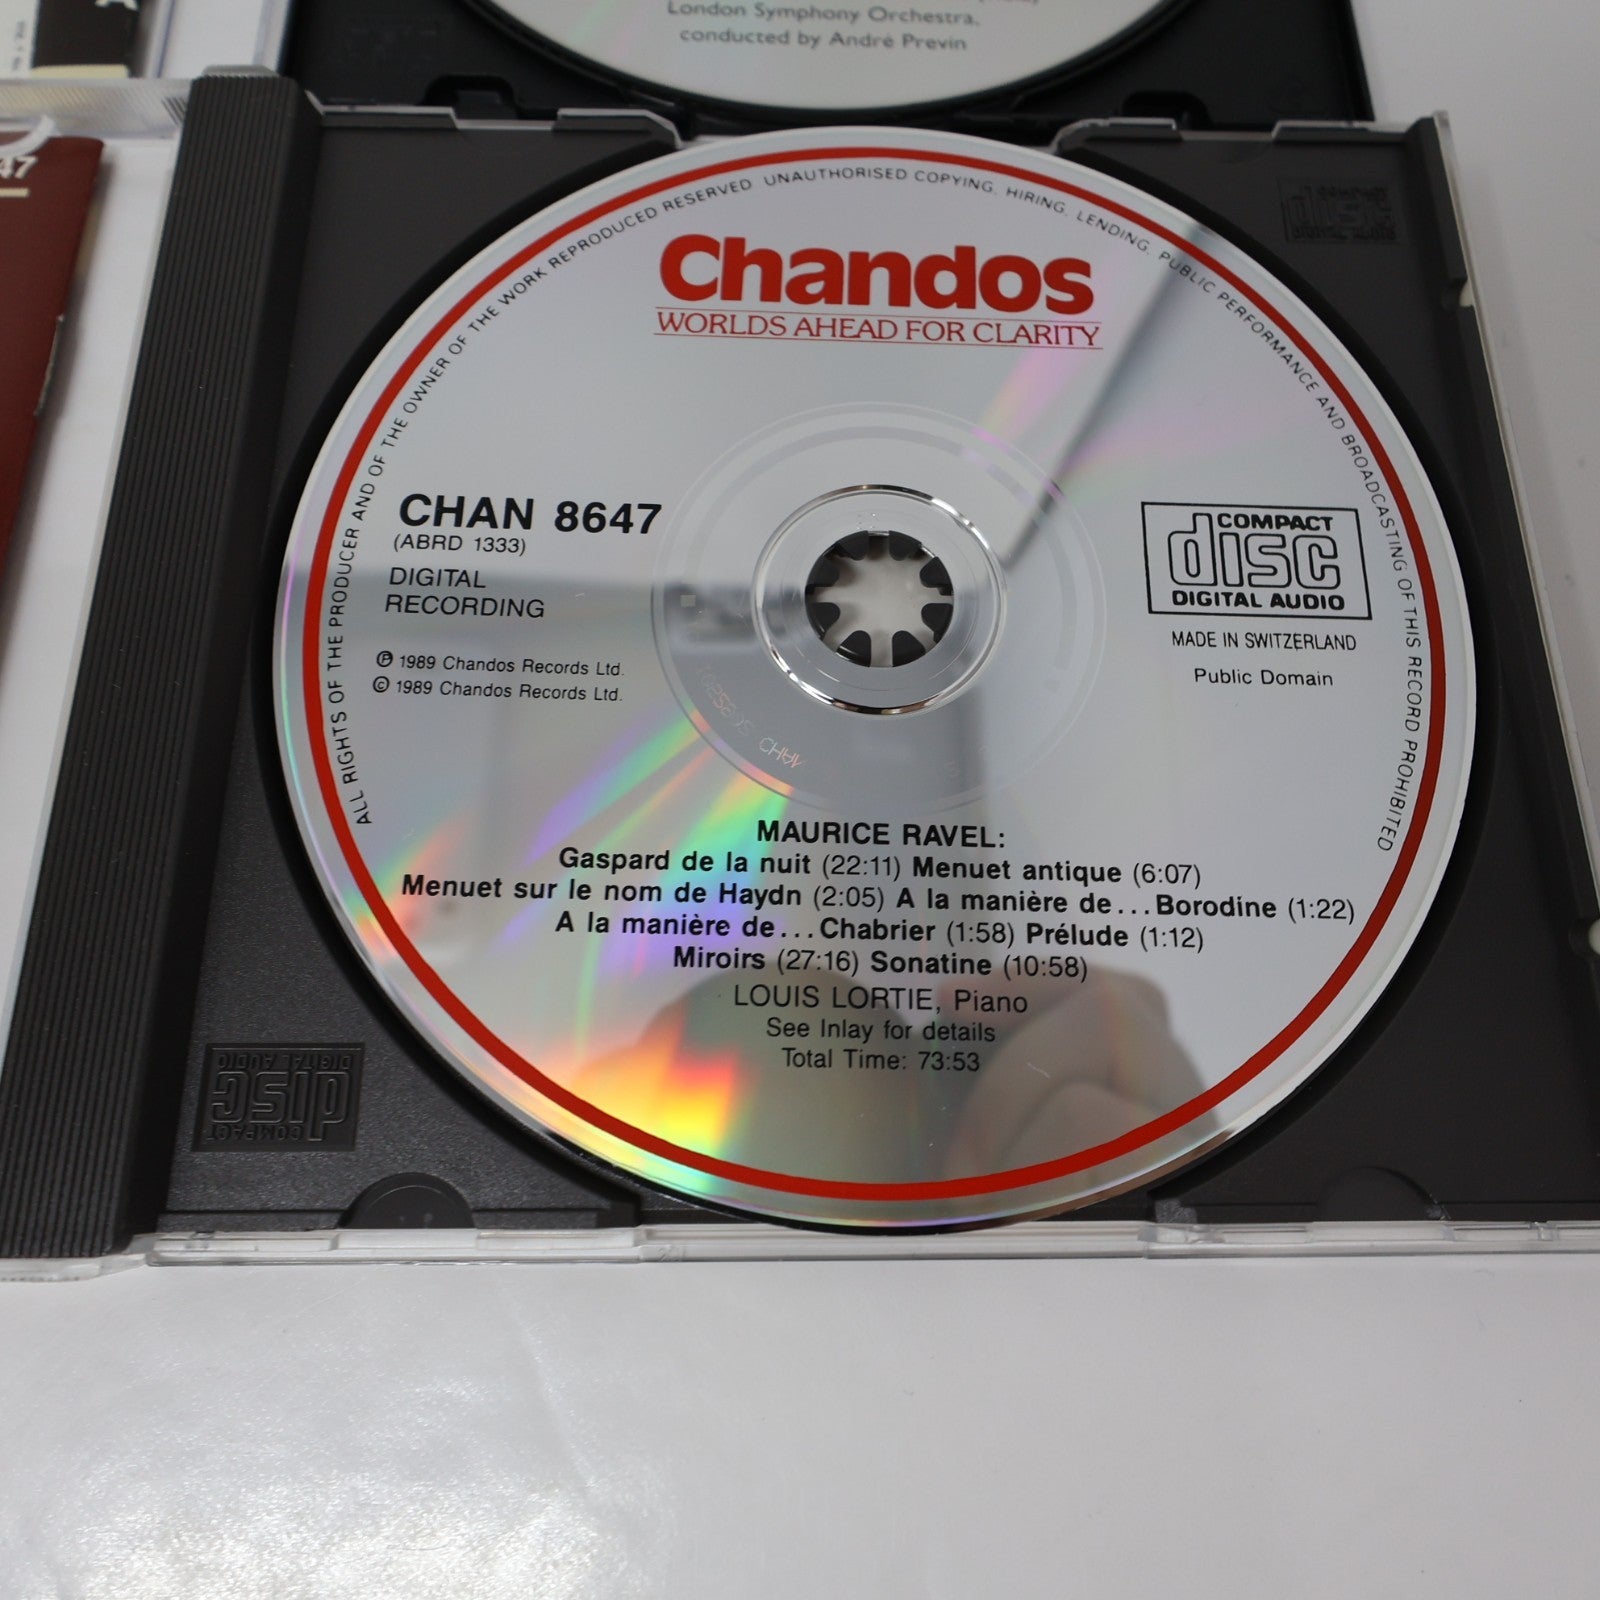 London Symphony Orchestra.
conducted by André Previn
47
ALL RIGHTS OF THE PRODUCER AND OF THE OWNER OF THE WORK REPRODUCED RESERVED UNAUTHORISED COPYING, HIRING, LENDING, PUBLIC PERFORMANCE AND BROADCASTING OF THIS RECORD PROHIBITED
Chandos
WORLDS AHEAD FOR CLARITY
CHAN 8647
(ABRD 1333)
DIGITAL
RECORDING
℗ 1989 Chandos Records Ltd.
© 1989 Chandos Records Ltd.
COMPACT
disc
DIGITAL AUDIO
MADE IN SWITZERLAND
Public Domain
CHAN
MAURICE RAVEL:
Gaspard de la nuit (22:11) Menuet antique (6:07)
Menuet sur le nom de Haydn (2:05) A la manière de...Borodine (1:22)
A la manière de...Chabrier (1:58) Prélude (1:12)
Miroirs (27:16) Sonatine (10:58)
LOUIS LORTIE, Piano
See Inlay for details
Total Time: 73:53
COMPACT
disc
DIGITAL AUDIO
COMPACT
disc
DIGITAL AUDIO